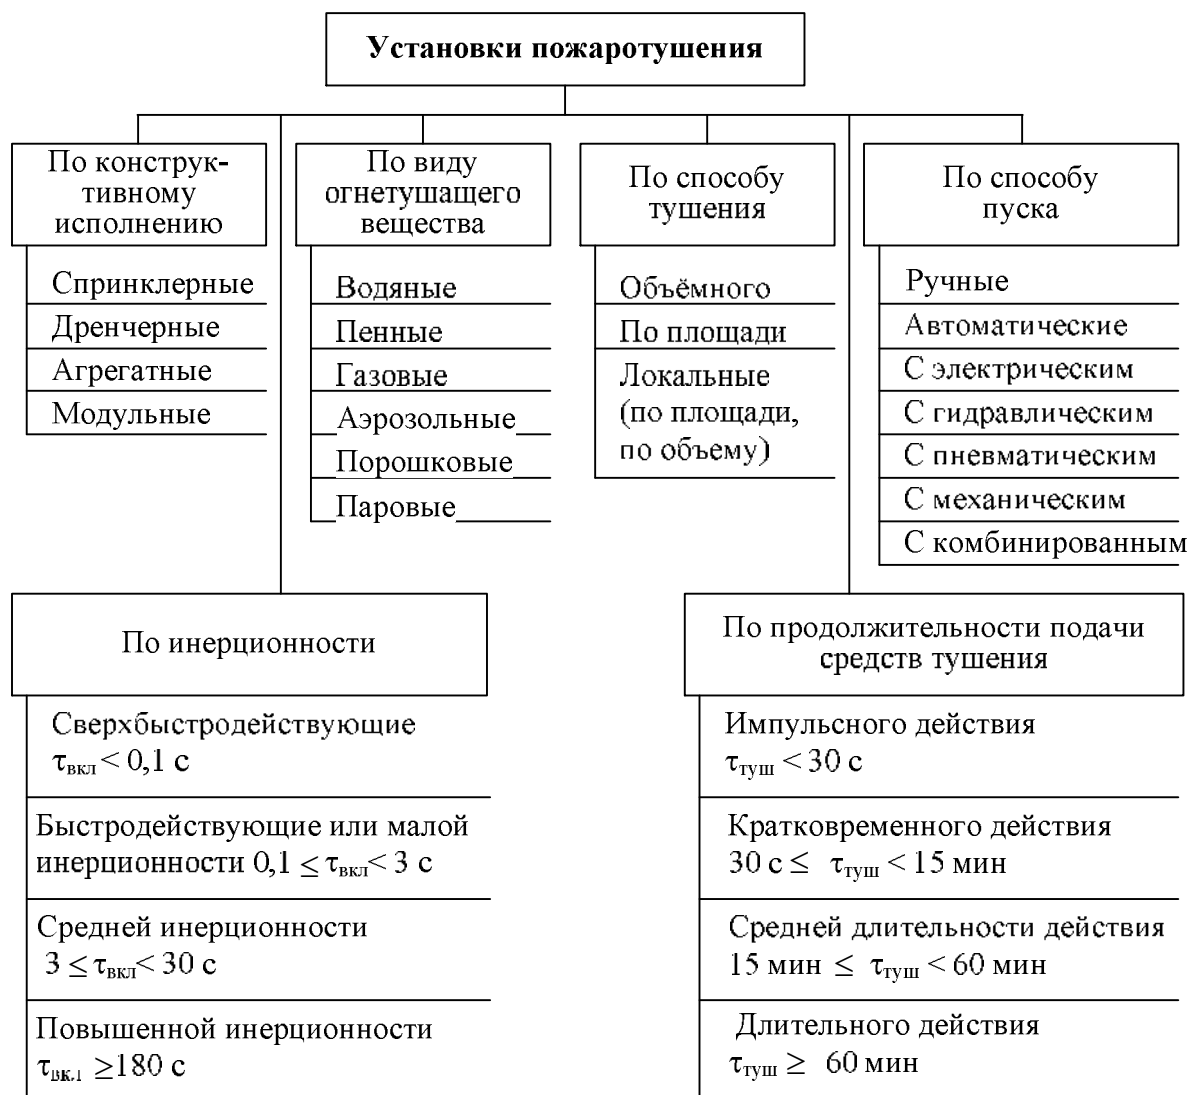 Установки пожаротушения
По конструк-
тивному
исполнению
Спринклерные
Дренчерные
Агрегатные
Модульные
По виду
огнетушащего
вещества
Водяные
Пенные
Газовые
Аэрозольные
Порошковые
Паровые
По способу
тушения
Объёмного
По площади
Локальные
(по площади,
по объему)
По способу
пуска
Ручные
Автоматические
С электрическим
С гидравлическим
С пневматическим
С механическим
С комбинированным
По инерционности
Сверхбыстродействующие
τвкл < 0,1 с
Быстродействующие или малой
инерционности 0,1 ≤ τвкл< 3 с
Средней инерционности
3 ≤ τвкл< 30 с
Повышенной инерционности
τвкл ≥180 с
По продолжительности подачи
средств тушения
Импульсного действия
τтуш < 30 с
Кратковременного действия
30 с ≤ τтуш < 15 мин
Средней длительности действия
15 мин ≤ τтуш < 60 мин
Длительного действия
τтуш ≥ 60 мин